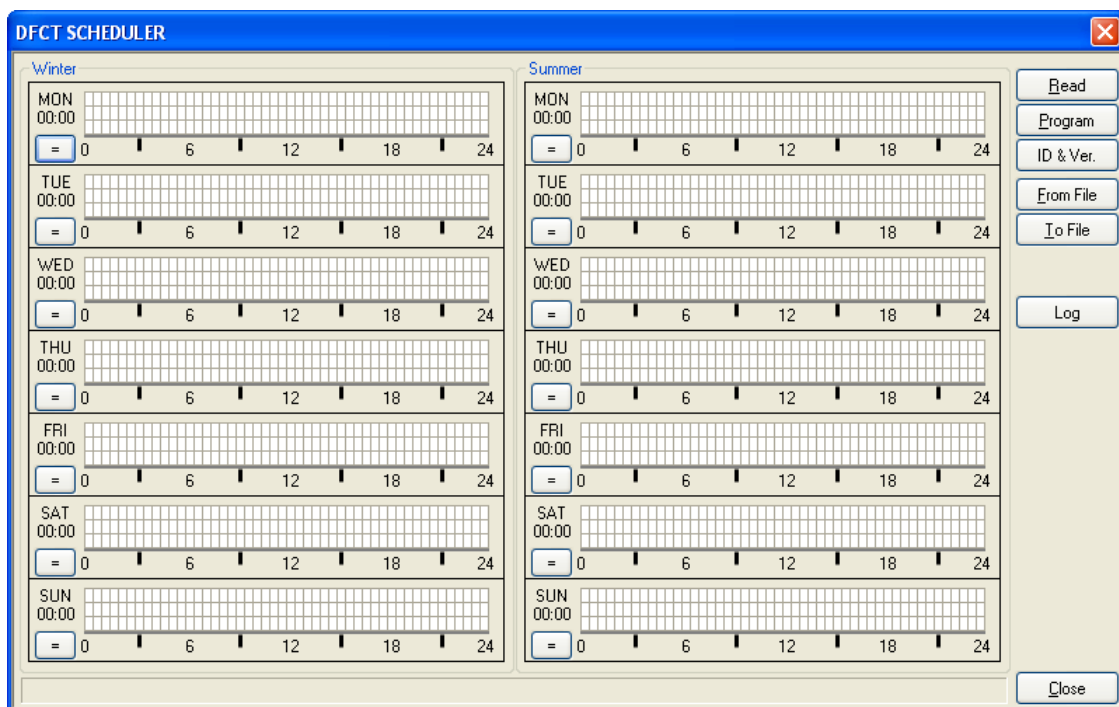 DFCT SCHEDULER
Winter
MON
00:00
= 0 6 12 18 24
TUE
00:00
= 0 6 12 18 24
WED
00:00
= 0 6 12 18 24
THU
00:00
= 0 6 12 18 24
FRI
00:00
= 0 6 12 18 24
SAT
00:00
= 0 6 12 18 24
SUN
00:00
= 0 6 12 18 24
Summer
MON
00:00
= 0 6 12 18 24
TUE
00:00
= 0 6 12 18 24
WED
00:00
= 0 6 12 18 24
THU
00:00
= 0 6 12 18 24
FRI
00:00
= 0 6 12 18 24
SAT
00:00
= 0 6 12 18 24
SUN
00:00
= 0 6 12 18 24
Read
Program
ID & Ver.
From File
To File
Log
Close